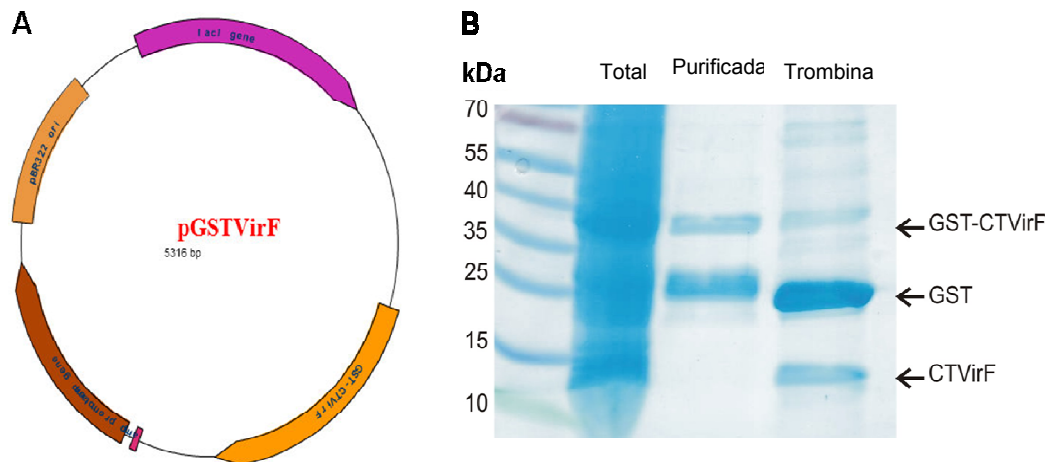 A
lacI gene
pBR322 ori
pGSTVirF
5316 bp
GST-CTVirF
B
kDa
Total
Purificada
Trombina
70
55
40
35
25
15
10
GST-CTVirF
GST
CTVirF